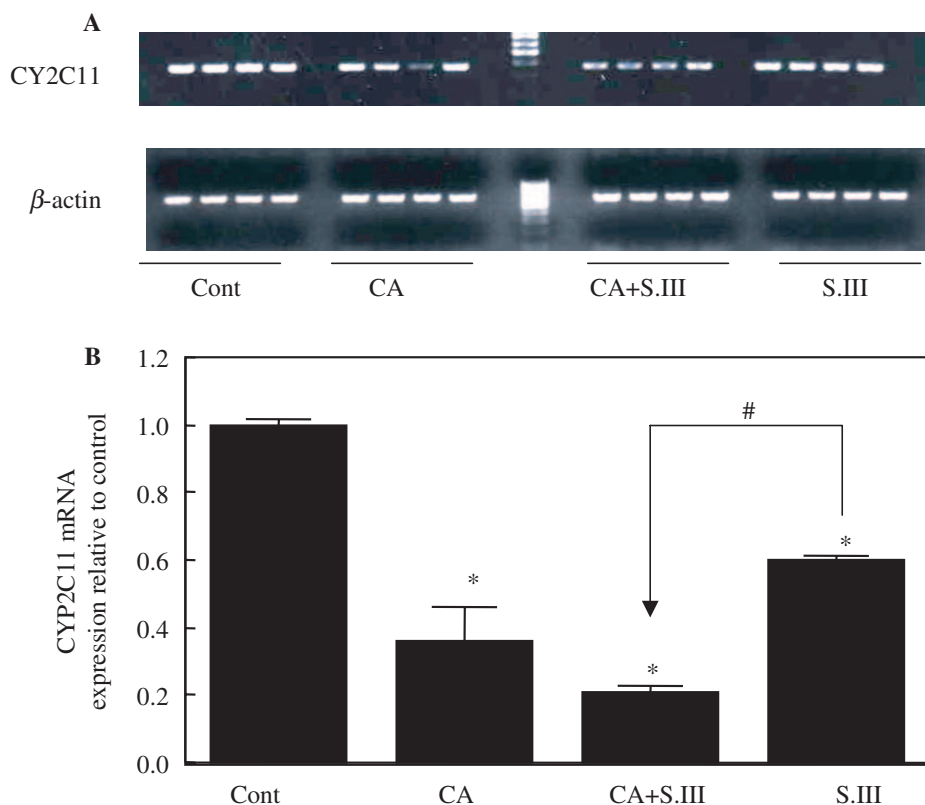 A
CY2C11
β-actin
Cont CA CA+S.III S.III
B
CYP2C11 mRNA
expression relative to control
1.2
1.0
0.8
0.6
0.4
0.2
0.0
#
*
*
*
Cont CA CA+S.III S.III